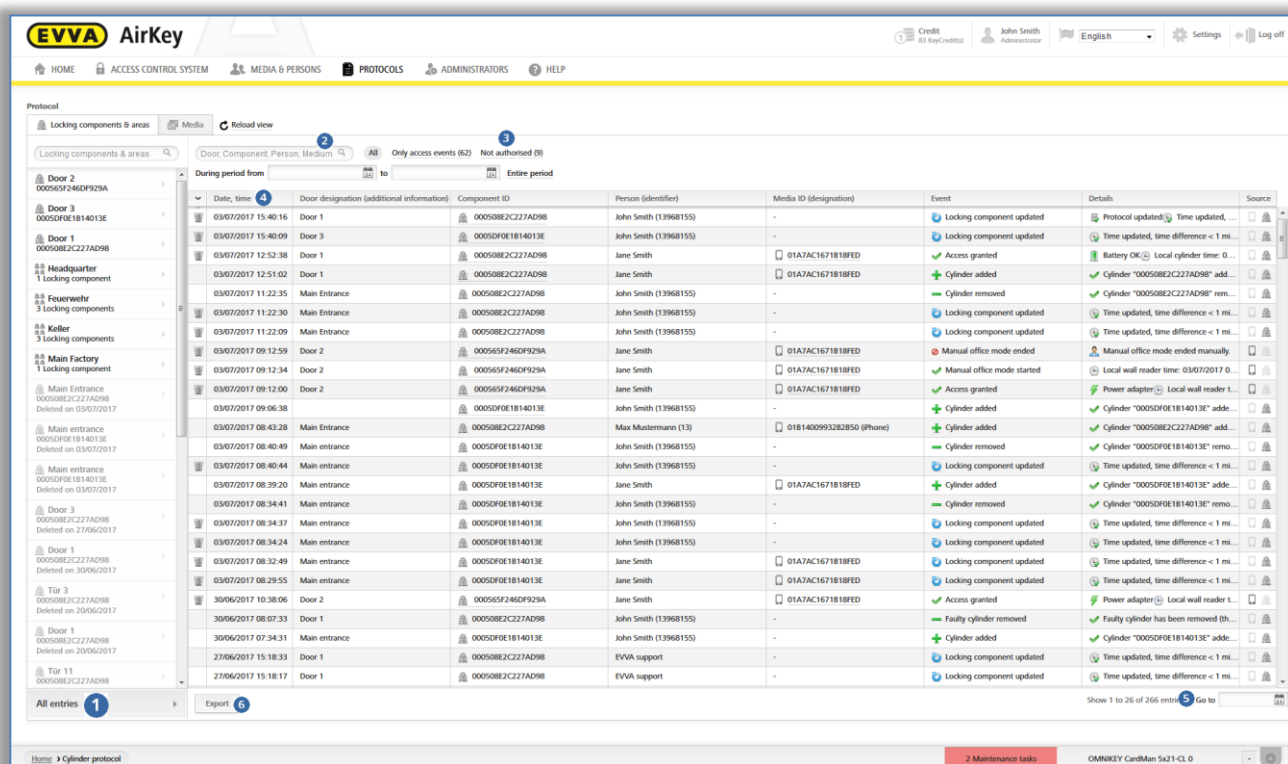 EVVA AirKey
Credit
83 KeyCredit(s)
John Smith
Administrator
English
Settings
Log off
HOME ACCESS CONTROL SYSTEM MEDIA & PERSONS PROTOCOLS ADMINISTRATORS HELP
Protocol
Locking components & areas Media Reload view
Locking components & areas
Door, Component, Person, Medium 2 All Only access events (62) Not authorised (9) 3
During period from to Entire period
Door 2
000565F246DF929A
Door 3
0005DF0E1B14013E
Door 1
000508E2C227AD98
Headquarter
1 Locking component
Feuerwehr
3 Locking components
Keller
3 Locking components
Main Factory
1 Locking component
Main Entrance
000508E2C227AD98
Deleted on 03/07/2017
Main entrance
0005DF0E1B14013E
Deleted on 03/07/2017
Main entrance
0005DF0E1B14013E
Deleted on 03/07/2017
Door 3
000508E2C227AD98
Deleted on 27/06/2017
Door 1
000508E2C227AD98
Deleted on 30/06/2017
Tür 3
000508E2C227AD98
Deleted on 20/06/2017
Door 1
000508E2C227AD98
Deleted on 20/06/2017
Tür 11
000508E2C227AD98
All entries 1
Date, time 4 Door designation (additional information) Component ID Person (identifier) Media ID (designation) Event Details Source
03/07/2017 15:40:16 Door 1 000508E2C227AD98 John Smith (13968155) - Locking component updated Protocol updated Time updated, ...
03/07/2017 15:40:09 Door 3 0005DF0E1B14013E John Smith (13968155) - Locking component updated Time updated, time difference < 1 mi...
03/07/2017 12:52:38 Door 1 000508E2C227AD98 Jane Smith 01A7AC1671B18FED Access granted Battery OK Local cylinder time: 0...
03/07/2017 12:51:02 Door 1 000508E2C227AD98 Jane Smith 01A7AC1671B18FED Cylinder added Cylinder "000508E2C227AD98" add...
03/07/2017 11:22:35 Main Entrance 000508E2C227AD98 John Smith (13968155) - Cylinder removed Cylinder "000508E2C227AD98" rem...
03/07/2017 11:22:30 Main Entrance 000508E2C227AD98 John Smith (13968155) - Locking component updated Time updated, time difference < 1 mi...
03/07/2017 11:22:09 Main Entrance 000508E2C227AD98 John Smith (13968155) - Locking component updated Time updated, time difference < 1 mi...
03/07/2017 09:12:59 Door 2 000565F246DF929A Jane Smith 01A7AC1671B18FED Manual office mode ended Manual office mode ended manually.
03/07/2017 09:12:34 Door 2 000565F246DF929A Jane Smith 01A7AC1671B18FED Manual office mode started Local wall reader time: 03/07/2017 0...
03/07/2017 09:12:00 Door 2 000565F246DF929A Jane Smith 01A7AC1671B18FED Access granted Power adapter Local wall reader t...
03/07/2017 09:06:38 0005DF0E1B14013E John Smith (13968155) - Cylinder added Cylinder "0005DF0E1B14013E" adde...
03/07/2017 08:43:28 Main Entrance 000508E2C227AD98 Max Mustermann (13) 01B14009932B2B50 (iPhone) Cylinder added Cylinder "000508E2C227AD98" add...
03/07/2017 08:40:49 Main entrance 0005DF0E1B14013E John Smith (13968155) - Cylinder removed Cylinder "0005DF0E1B14013E" remo...
03/07/2017 08:40:44 Main entrance 0005DF0E1B14013E John Smith (13968155) - Locking component updated Time updated, time difference < 1 mi...
03/07/2017 08:39:20 Main entrance 0005DF0E1B14013E Jane Smith 01A7AC1671B18FED Cylinder added Cylinder "0005DF0E1B14013E" adde...
03/07/2017 08:34:41 Main entrance 0005DF0E1B14013E John Smith (13968155) - Cylinder removed Cylinder "0005DF0E1B14013E" remo...
03/07/2017 08:34:37 Main entrance 0005DF0E1B14013E John Smith (13968155) - Locking component updated Time updated, time difference < 1 mi...
03/07/2017 08:34:24 Main entrance 0005DF0E1B14013E John Smith (13968155) - Locking component updated Time updated, time difference < 1 mi...
03/07/2017 08:32:49 Main entrance 0005DF0E1B14013E Jane Smith 01A7AC1671B18FED Locking component updated Time updated, time difference < 1 mi...
03/07/2017 08:29:55 Main entrance 0005DF0E1B14013E Jane Smith 01A7AC1671B18FED Locking component updated Time updated, time difference < 1 mi...
30/06/2017 10:38:06 Door 2 000565F246DF929A Jane Smith 01A7AC1671B18FED Access granted Power adapter Local wall reader t...
30/06/2017 08:07:33 Door 1 000508E2C227AD98 John Smith (13968155) - Faulty cylinder removed Faulty cylinder has been removed (th...
30/06/2017 07:34:31 Main entrance 0005DF0E1B14013E John Smith (13968155) - Cylinder added Cylinder "0005DF0E1B14013E" adde...
27/06/2017 15:18:33 Door 1 000508E2C227AD98 EVVA support - Locking component updated Time updated, time difference < 1 mi...
27/06/2017 15:18:17 Door 1 000508E2C227AD98 EVVA support - Locking component updated Time updated, time difference < 1 mi...
Export 6
Show 1 to 26 of 266 entri 5 Go to
Home Cylinder protocol
2 Maintenance tasks
OMNIKEY CardMan 5x21-CL 0